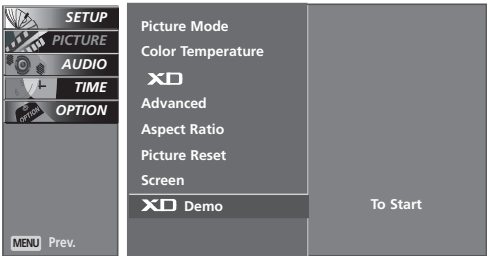 SETUP
PICTURE
AUDIO
TIME
OPTION
MENU Prev.
Picture Mode
Color Temperature
XD
Advanced
Aspect Ratio
Picture Reset
Screen
XD Demo
To Start